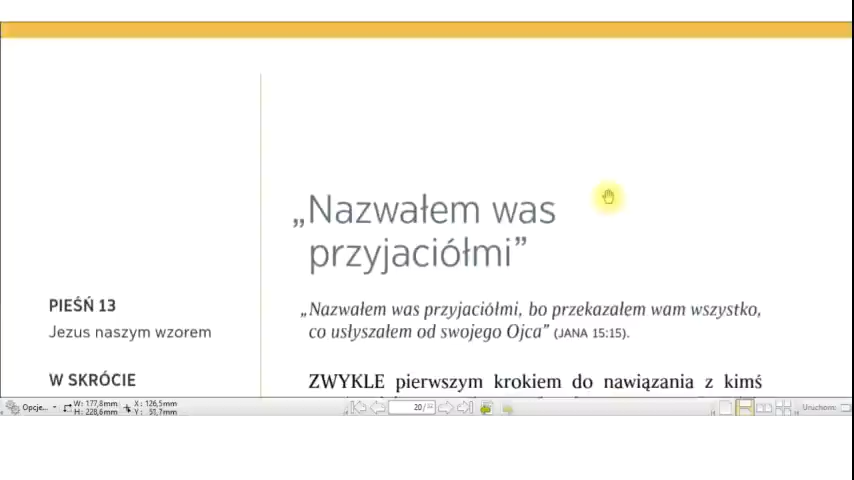 „Nazwałem was
przyjaciółmi”
PIEŚŃ 13
Jezus naszym wzorem
„Nazwałem was przyjaciółmi, bo przekazałem wam wszystko,
co usłyszałem od swojego Ojca” (JANA 15:15).
W SKRÓCIE
ZWYKLE pierwszym krokiem do nawiązania z kimś
Opcje... W: 177,8mm X: 126,5mm 20/32 Uruchom:
H: 228,6mm Y: 51,7mm